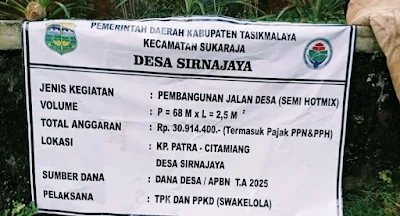 PEMERINTAH DAERAH KABUPATEN TASIKMALAYA
KECAMATAN SUKARAJA
DESA SIRNAJAYA
JENIS KEGIATAN : PEMBANGUNAN JALAN DESA (SEMI HOTMIX)
VOLUME : P = 68 M x L = 2,5 M ²
TOTAL ANGGARAN : Rp. 30.914.400.- (Termasuk Pajak PPN&PPH)
LOKASI : KP. PATRA - CITAMIANG
DESA SIRNAJAYA
SUMBER DANA : DANA DESA / APBN T.A 2025
PELAKSANA : TPK DAN PPKD (SWAKELOLA)